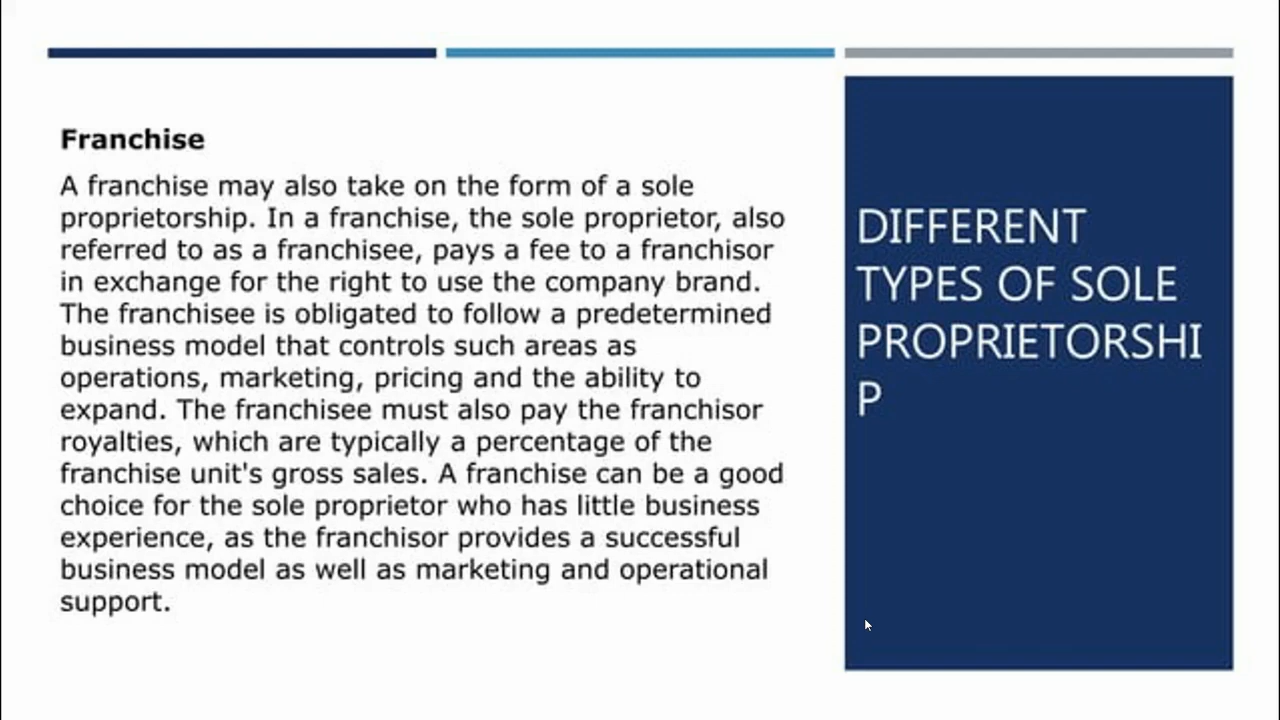 Franchise
A franchise may also take on the form of a sole
proprietorship. In a franchise, the sole proprietor, also
referred to as a franchisee, pays a fee to a franchisor
in exchange for the right to use the company brand.
The franchisee is obligated to follow a predetermined
business model that controls such areas as
operations, marketing, pricing and the ability to
expand. The franchisee must also pay the franchisor
royalties, which are typically a percentage of the
franchise unit's gross sales. A franchise can be a good
choice for the sole proprietor who has little business
experience, as the franchisor provides a successful
business model as well as marketing and operational
support.
DIFFERENT
TYPES OF SOLE
PROPRIETORSHI
P